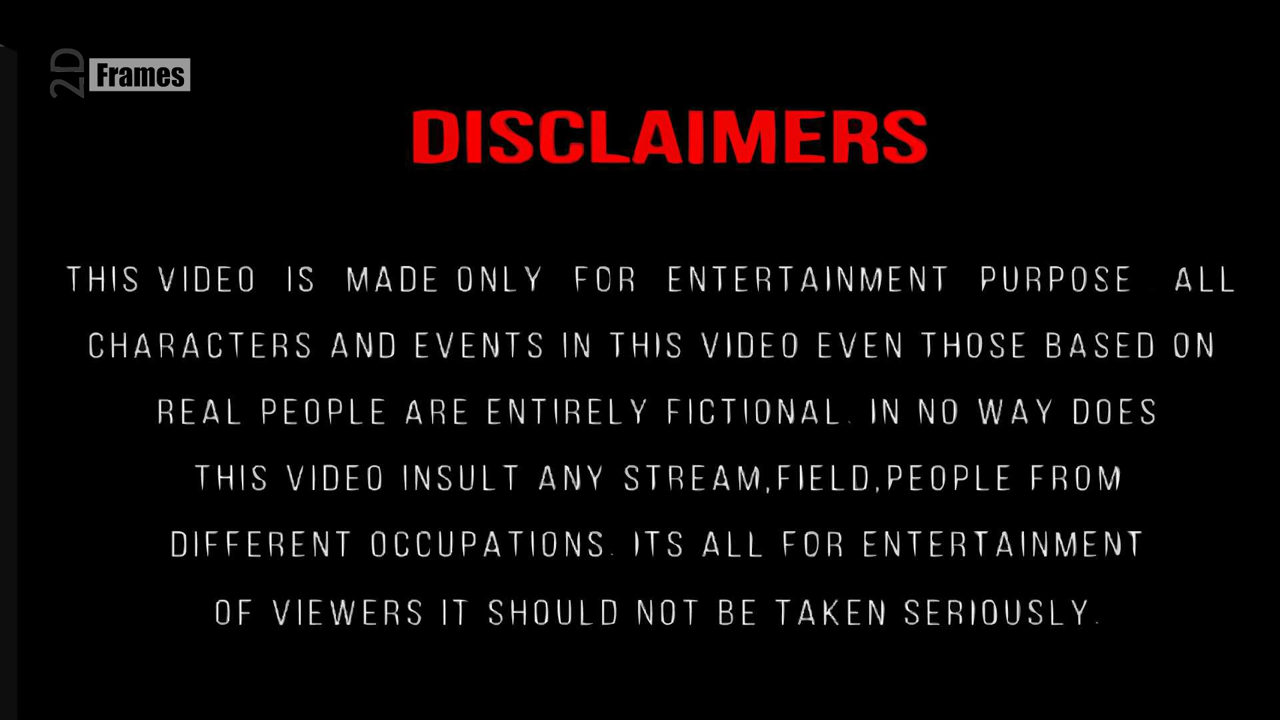 2D Frames
DISCLAIMERS
THIS VIDEO IS MADE ONLY FOR ENTERTAINMENT PURPOSE ALL
CHARACTERS AND EVENTS IN THIS VIDEO EVEN THOSE BASED ON
REAL PEOPLE ARE ENTIRELY FICTIONAL. IN NO WAY DOES
THIS VIDEO INSULT ANY STREAM,FIELD,PEOPLE FROM
DIFFERENT OCCUPATIONS. ITS ALL FOR ENTERTAINMENT
OF VIEWERS IT SHOULD NOT BE TAKEN SERIOUSLY.